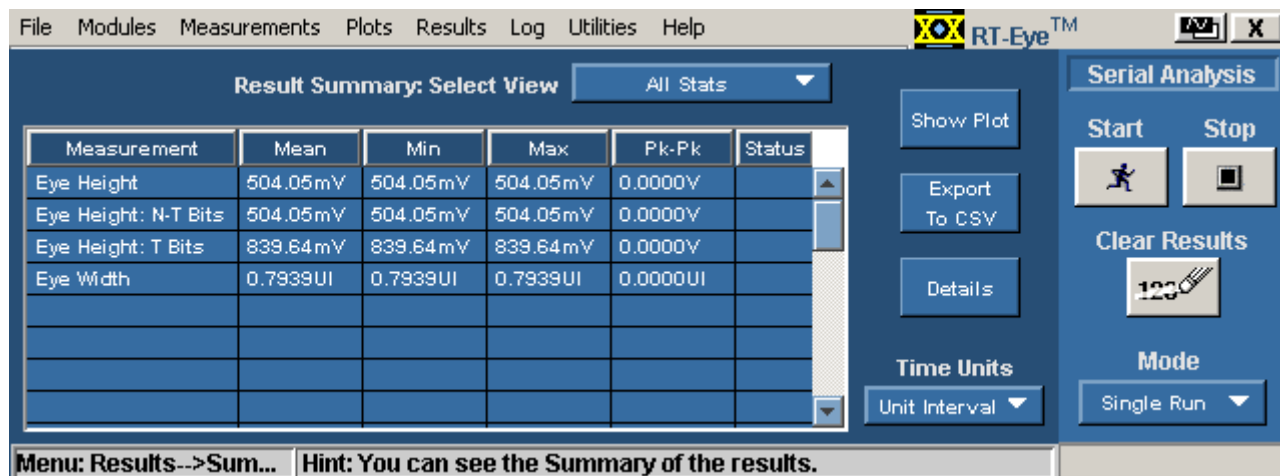 File Modules Measurements Plots Results Log Utilities Help
RT-Eye™
X
Result Summary: Select View All Stats
Measurement Mean Min Max Pk-Pk Status
Eye Height 504.05mV 504.05mV 504.05mV 0.0000V
Eye Height: N-T Bits 504.05mV 504.05mV 504.05mV 0.0000V
Eye Height: T Bits 839.64mV 839.64mV 839.64mV 0.0000V
Eye Width 0.7939UI 0.7939UI 0.7939UI 0.0000UI
Show Plot
Export
To CSV
Details
Time Units
Unit Interval
Serial Analysis
Start Stop
Clear Results
123
Mode
Single Run
Menu: Results-->Sum... Hint: You can see the Summary of the results.